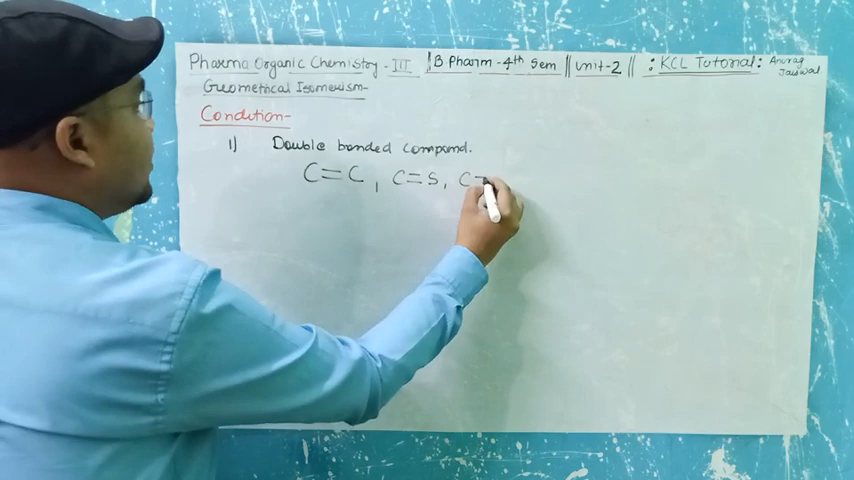 Pharma Organic Chemistry - III || B Pharm - 4th Sem || Unit-2 || : KCL Tutorial : Anurag Jaiswal
Geometrical Isomerism-
Condition-
1) Double bonded compound.
C=C, C=S, C=